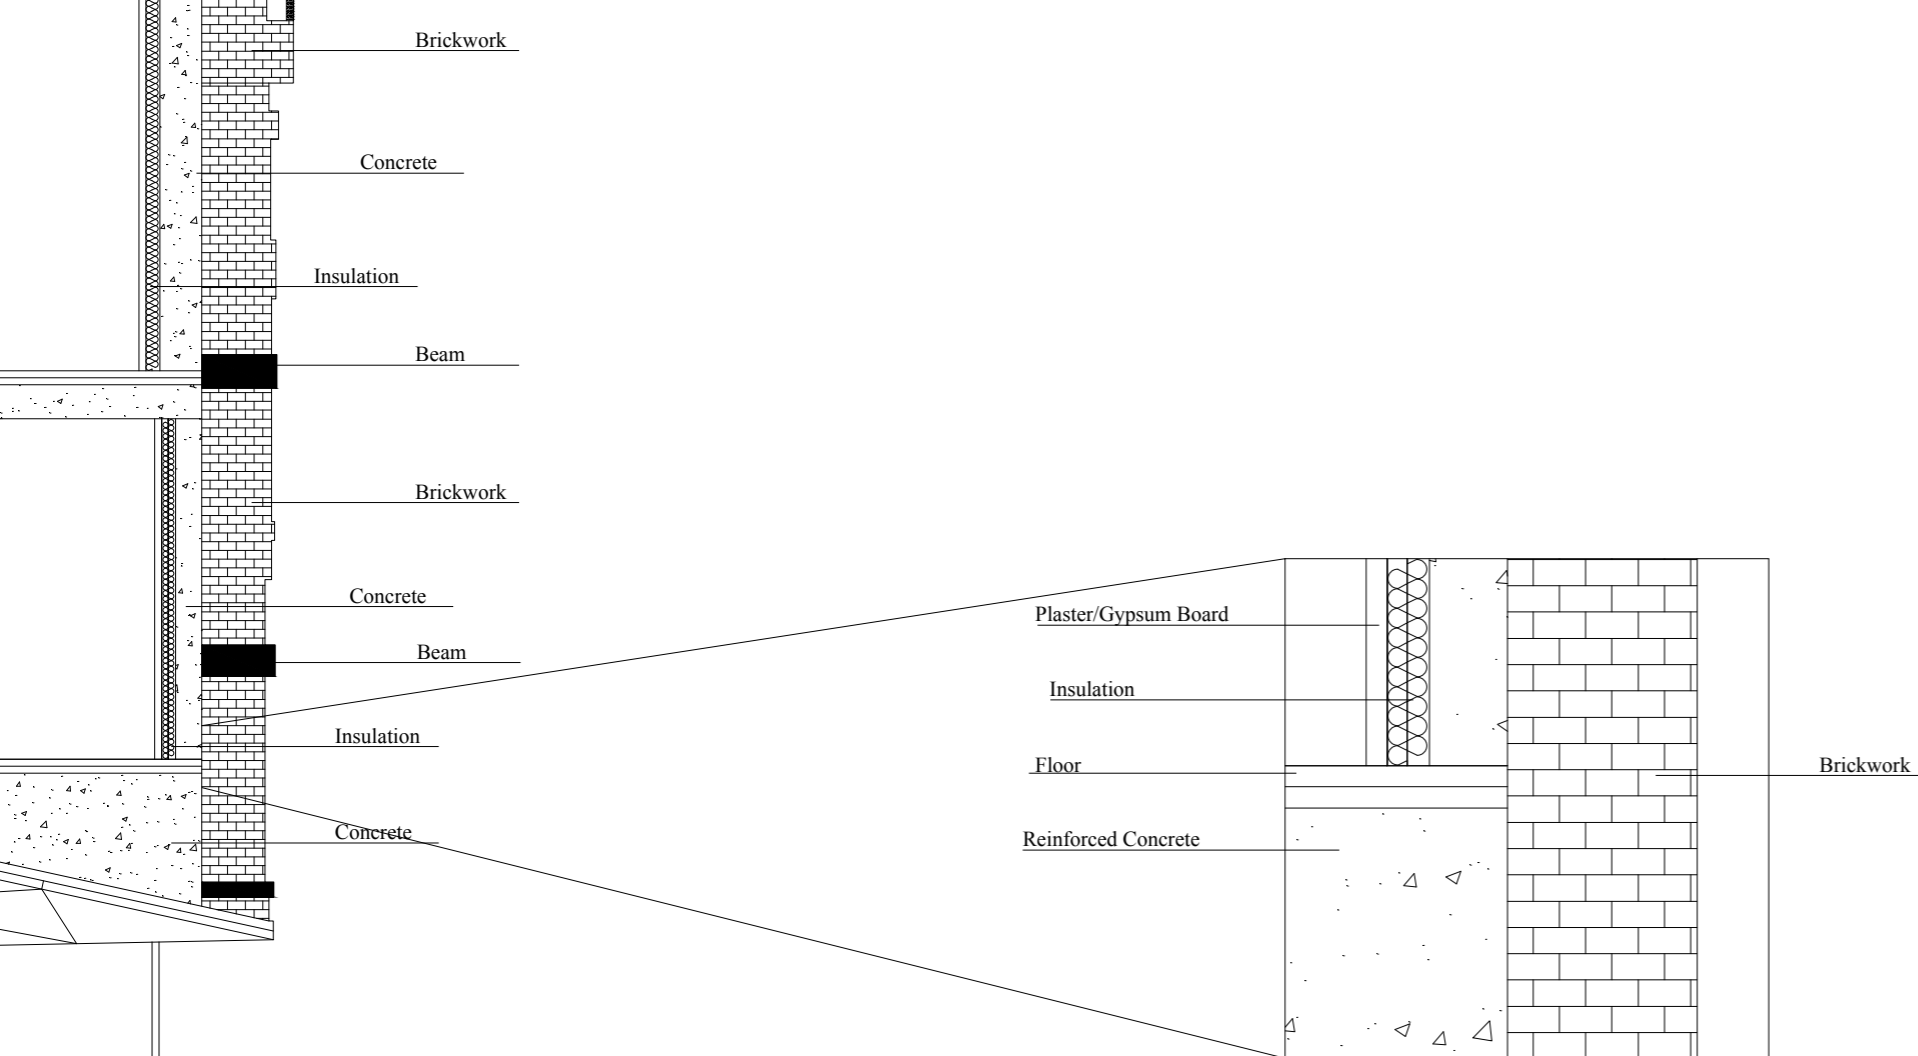 Brickwork
Concrete
Insulation
Beam
Brickwork
Concrete
Beam
Insulation
Concrete
Plaster/Gypsum Board
Insulation
Floor
Reinforced Concrete
Brickwork